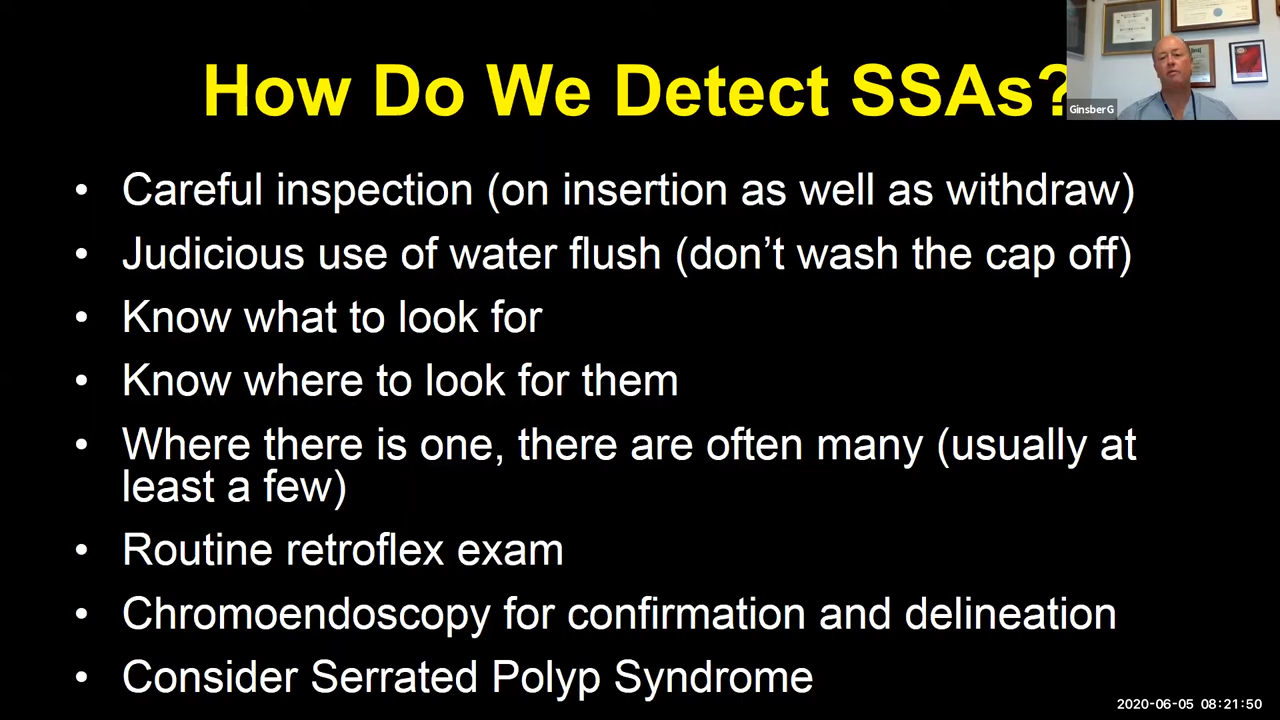 How Do We Detect SSAs?
GinsberG
• Careful inspection (on insertion as well as withdraw)
• Judicious use of water flush (don’t wash the cap off)
• Know what to look for
• Know where to look for them
• Where there is one, there are often many (usually at
least a few)
• Routine retroflex exam
• Chromoendoscopy for confirmation and delineation
• Consider Serrated Polyp Syndrome
2020-06-05 08:21:50